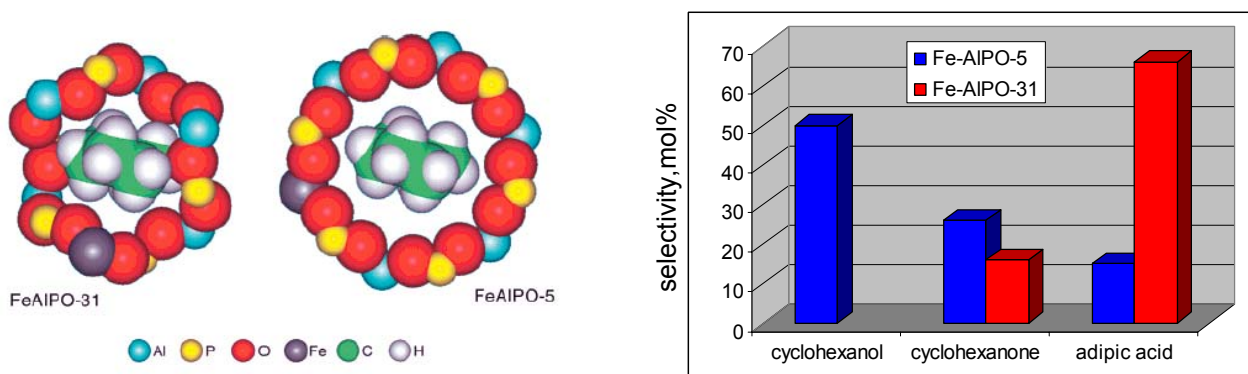 FeAlPO-31
FeAlPO-5
Al P O Fe C H
selectivity,mol%
70
60
50
40
30
20
10
0
Fe-AlPO-5
Fe-AlPO-31
cyclohexanol cyclohexanone adipic acid